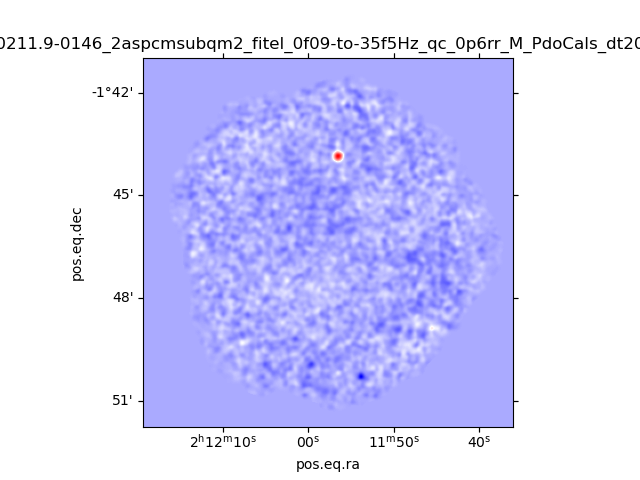 0211.9-0146_2aspcmsubqm2_fitel_0f09-to-35f5Hz_qc_0p6rr_M_PdoCals_dt20
-1°42'
45'
pos.eq.dec
48'
51'
2ʰ12ᵐ10ˢ 00ˢ 11ᵐ50ˢ 40ˢ
pos.eq.ra